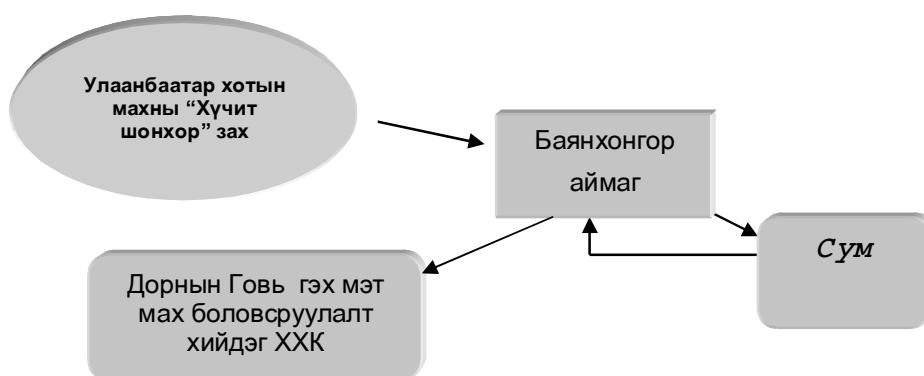 Улаанбаатар хотын
махны “Хүчит
шонхор” зах
Баянхонгор
аймаг
Сум
Дорнын Говь гэх мэт
мах боловсруулалт
хийдэг ХХК